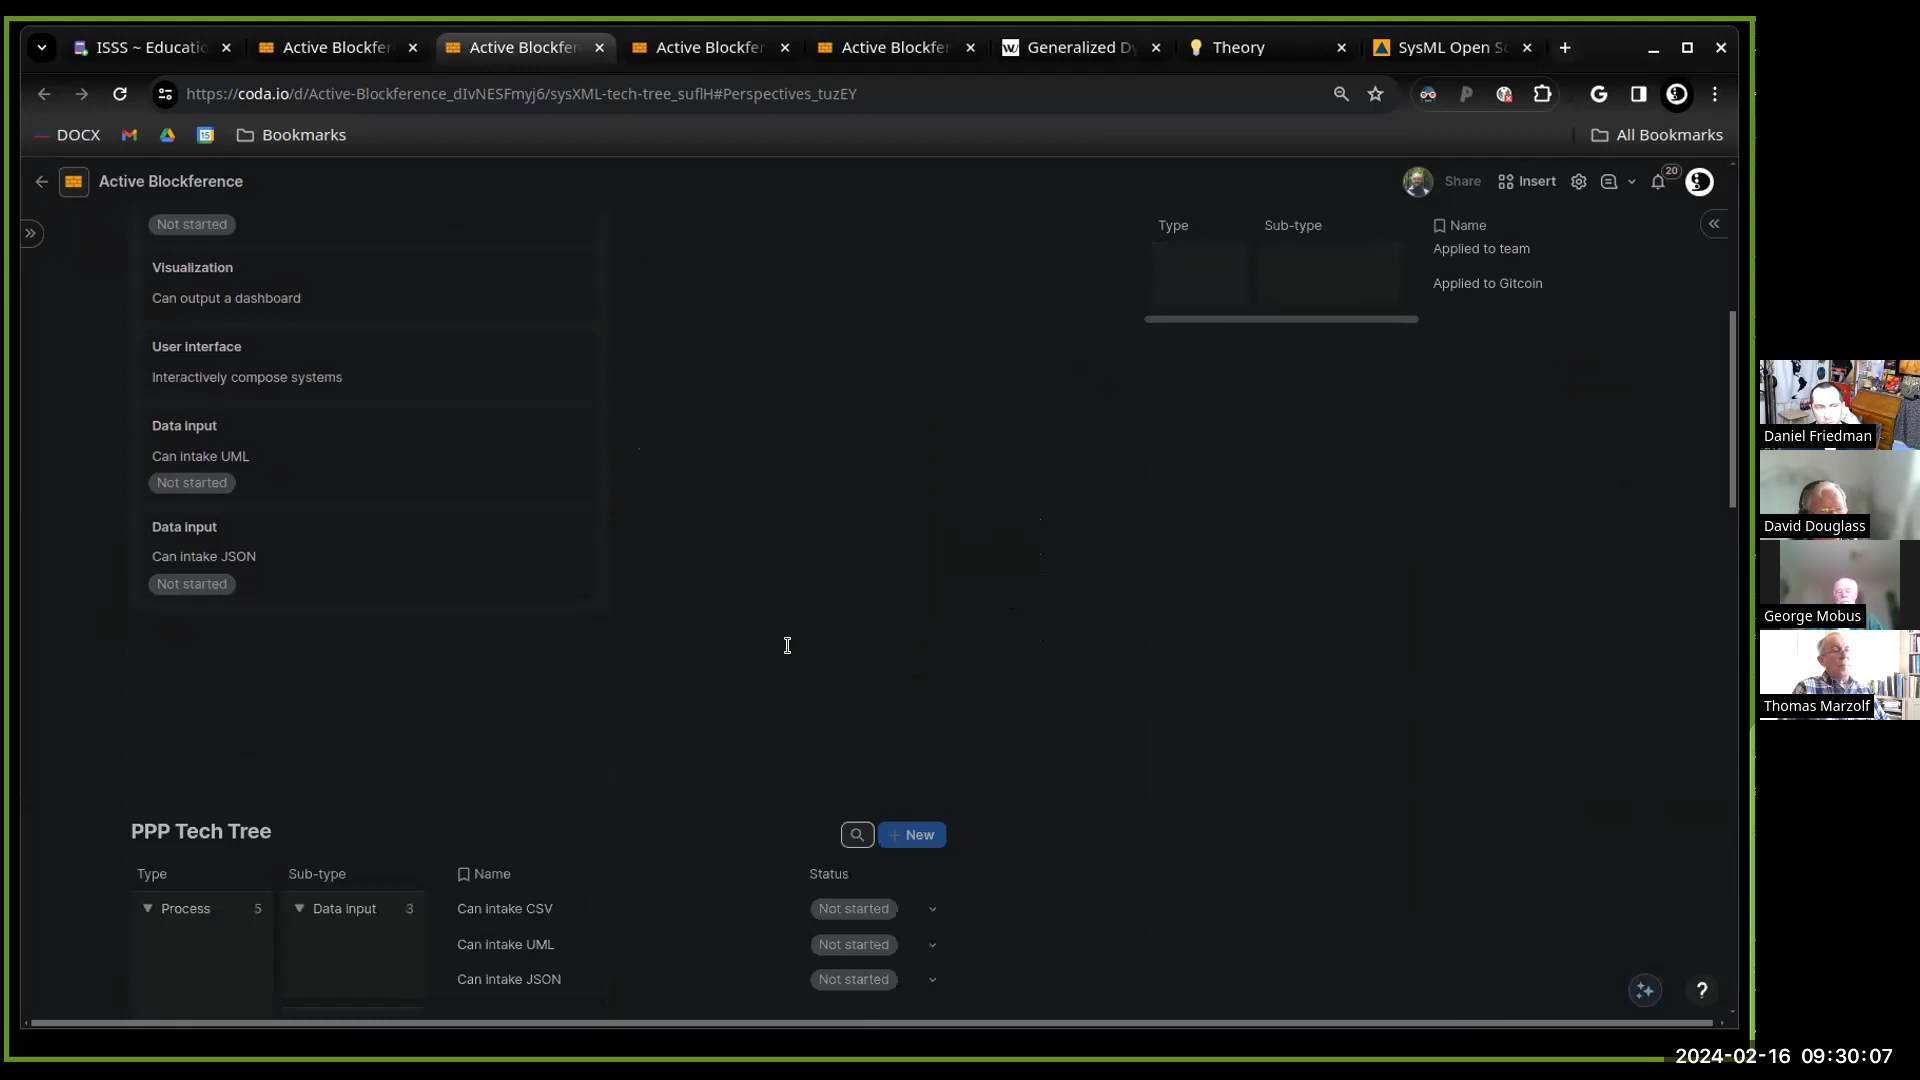 ISSS ~ Educatio
Active Blockfer
Active Blockfer
Active Blockfer
Active Blockfer
Generalized Dy
Theory
SysML Open So
https://coda.io/d/Active-Blockference_dIvNESFmyj6/sysXML-tech-tree_suflH#Perspectives_tuzEY
DOCX
15
Bookmarks
All Bookmarks
Active Blockference
Share
Insert
20
Not started
Visualization
Can output a dashboard
User interface
Interactively compose systems
Data input
Can intake UML
Not started
Data input
Can intake JSON
Not started
Type Sub-type Name
Applied to team
Applied to Gitcoin
PPP Tech Tree
New
Type Sub-type Name Status
Process 5 Data input 3 Can intake CSV Not started
Can intake UML Not started
Can intake JSON Not started
Daniel Friedman
David Douglass
George Mobus
Thomas Marzolf
2024-02-16 09:30:07